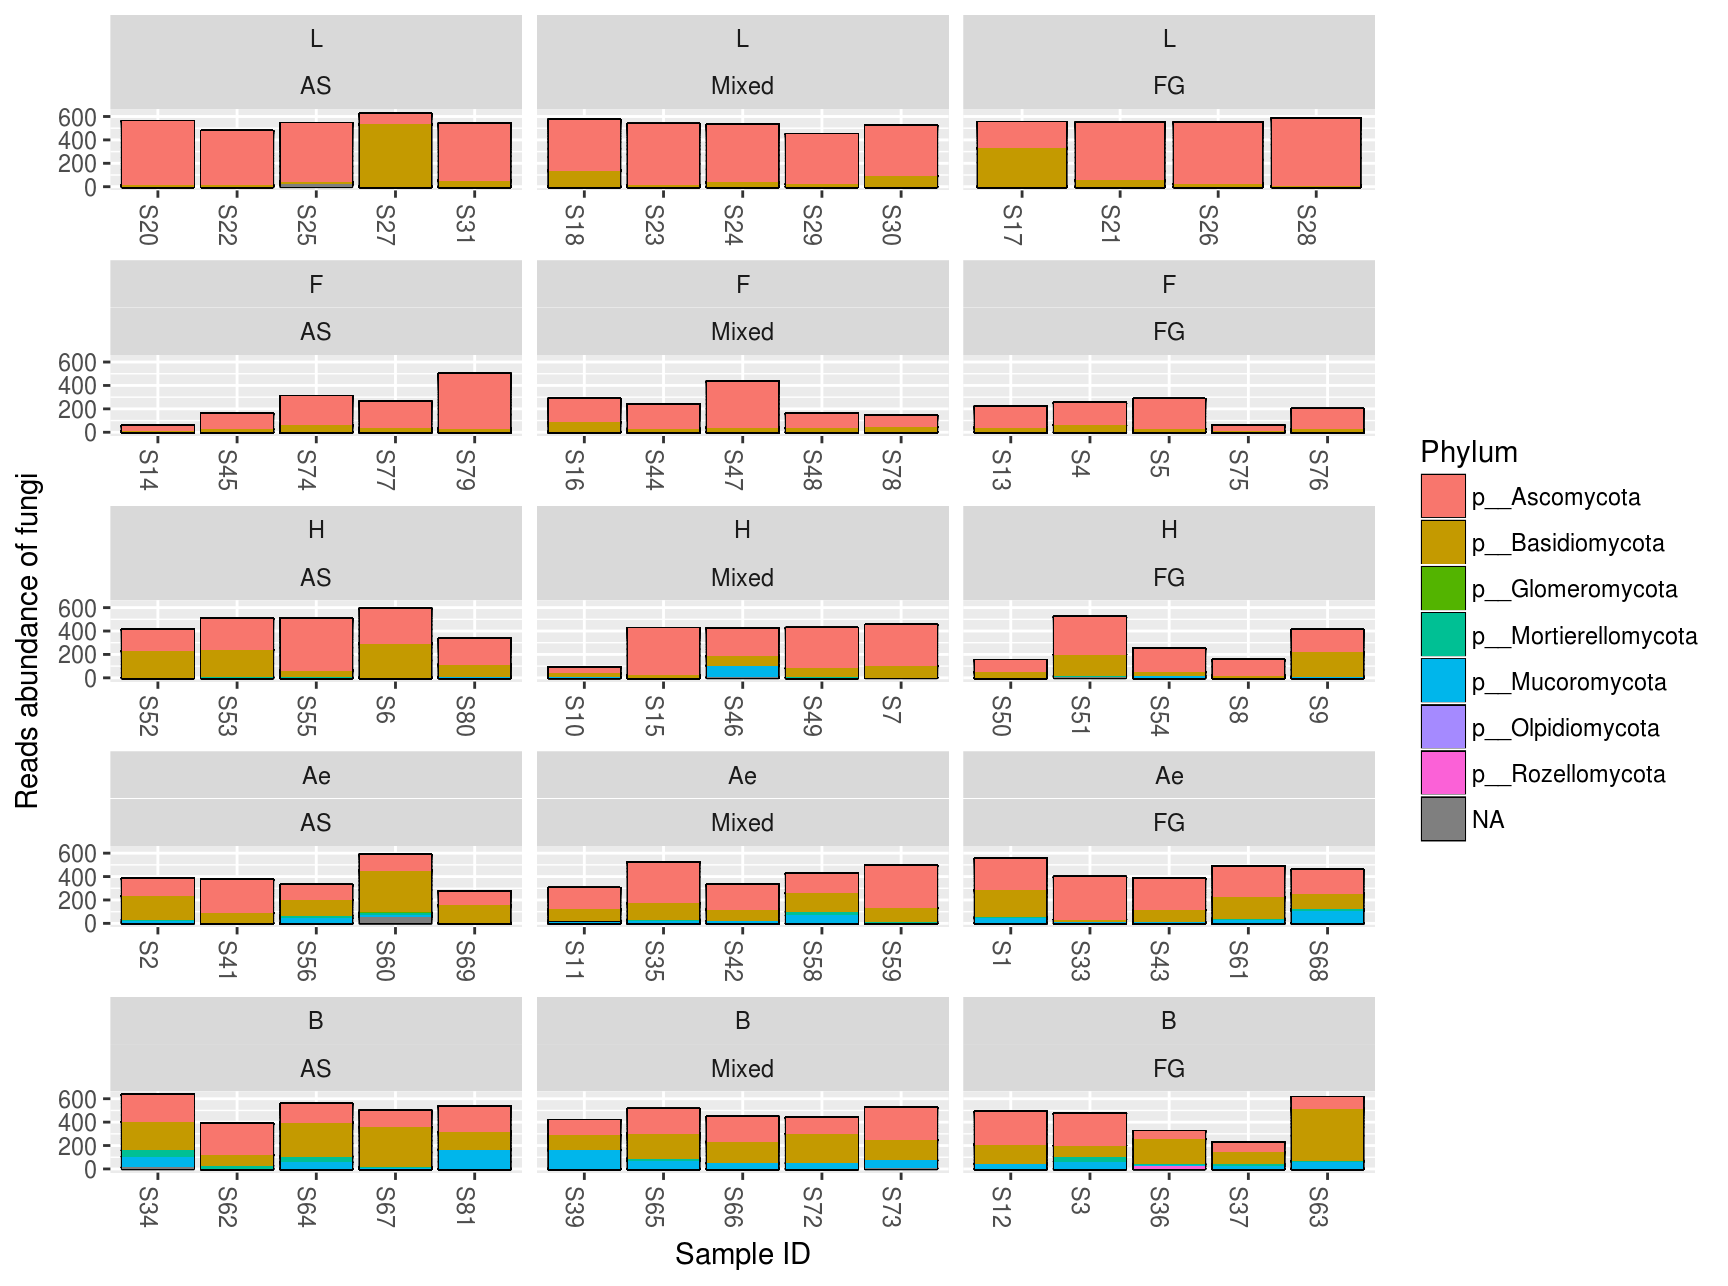 L L L
AS Mixed FG
600
400
200
0
S20 S22 S25 S27 S31 S18 S23 S24 S29 S30 S17 S21 S26 S28
F F F
AS Mixed FG
600
400
200
0
S14 S45 S74 S77 S79 S16 S44 S47 S48 S78 S13 S4 S5 S75 S76
H H H
AS Mixed FG
600
400
200
0
S52 S53 S55 S6 S80 S10 S15 S46 S49 S7 S50 S51 S54 S8 S9
Ae Ae Ae
AS Mixed FG
600
400
200
0
S2 S41 S56 S60 S69 S11 S35 S42 S58 S59 S1 S33 S43 S61 S68
B B B
AS Mixed FG
600
400
200
0
S34 S62 S64 S67 S81 S39 S65 S66 S72 S73 S12 S3 S36 S37 S63
Sample ID
Reads abundance of fungi
Phylum
p__Ascomycota
p__Basidiomycota
p__Glomeromycota
p__Mortierellomycota
p__Mucoromycota
p__Olpidiomycota
p__Rozellomycota
NA